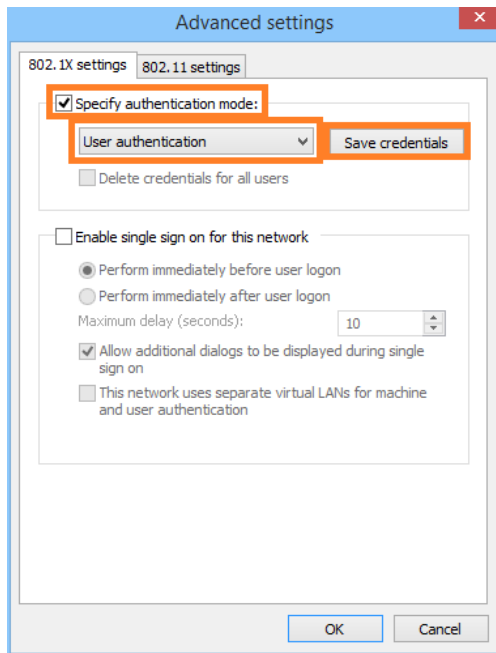 Advanced settings
802.1X settings
802.11 settings
Specify authentication mode:
User authentication
Save credentials
Delete credentials for all users
Enable single sign on for this network
Perform immediately before user logon
Perform immediately after user logon
Maximum delay (seconds):
10
Allow additional dialogs to be displayed during single
sign on
This network uses separate virtual LANs for machine
and user authentication
OK
Cancel